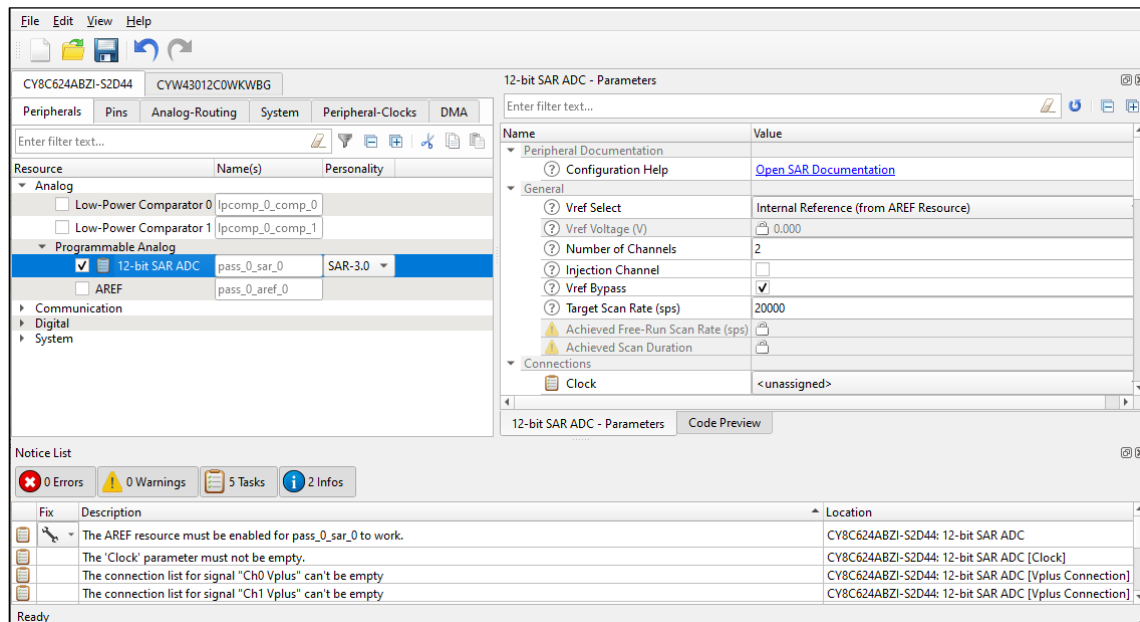 File Edit View Help
CY8C624ABZI-S2D44 CYW43012C0WKWBG
Peripherals Pins Analog-Routing System Peripheral-Clocks DMA
Enter filter text...
Resource Name(s) Personality
Analog
Low-Power Comparator 0 lpcomp_0_comp_0
Low-Power Comparator 1 lpcomp_0_comp_1
Programmable Analog
12-bit SAR ADC pass_0_sar_0 SAR-3.0
AREF pass_0_aref_0
Communication
Digital
System
12-bit SAR ADC - Parameters
Enter filter text...
Name Value
Peripheral Documentation
? Configuration Help Open SAR Documentation
General
? Vref Select Internal Reference (from AREF Resource)
? Vref Voltage (V) 0.000
? Number of Channels 2
? Injection Channel
? Vref Bypass
? Target Scan Rate (sps) 20000
Achieved Free-Run Scan Rate (sps)
Achieved Scan Duration
Connections
Clock <unassigned>
12-bit SAR ADC - Parameters Code Preview
Notice List
0 Errors 0 Warnings 5 Tasks 2 Infos
Fix Description Location
The AREF resource must be enabled for pass_0_sar_0 to work. CY8C624ABZI-S2D44: 12-bit SAR ADC
The 'Clock' parameter must not be empty. CY8C624ABZI-S2D44: 12-bit SAR ADC [Clock]
The connection list for signal "Ch0 Vplus" can't be empty CY8C624ABZI-S2D44: 12-bit SAR ADC [Vplus Connection]
The connection list for signal "Ch1 Vplus" can't be empty CY8C624ABZI-S2D44: 12-bit SAR ADC [Vplus Connection]
Ready